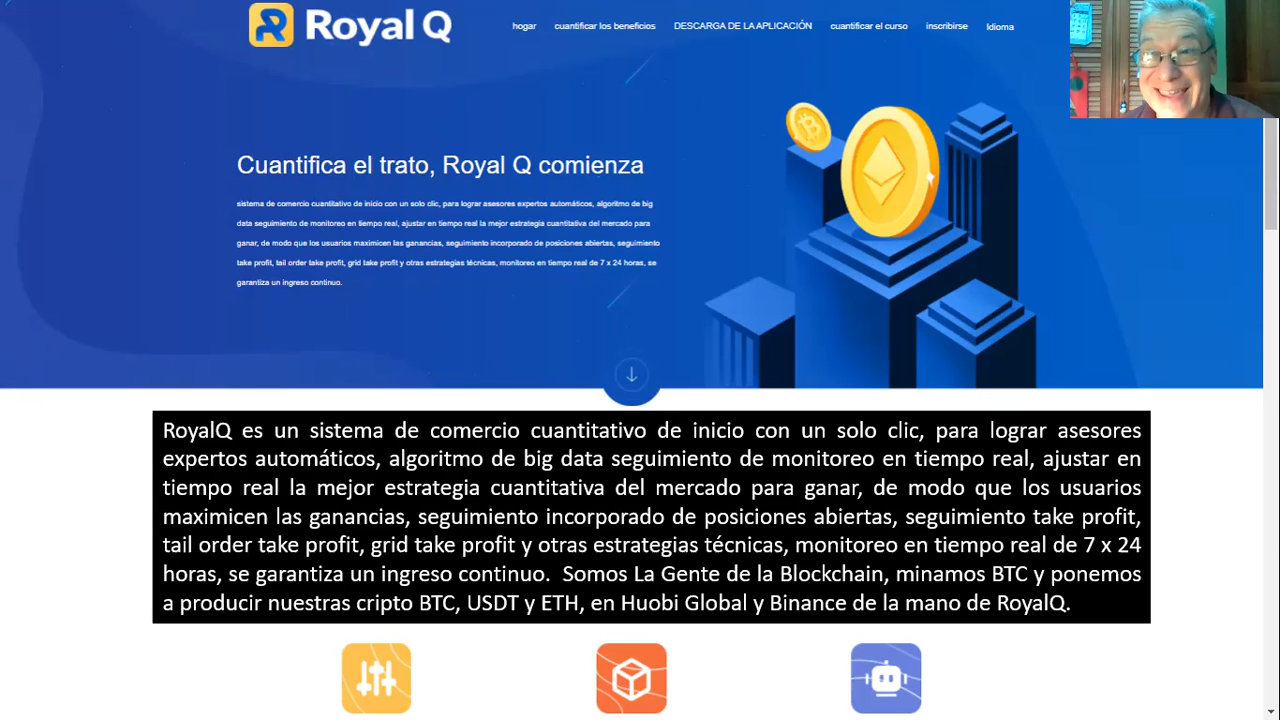 Royal Q
hogar cuantificar los beneficios DESCARGA DE LA APLICACIÓN cuantificar el curso inscribirse Idioma
Cuantifica el trato, Royal Q comienza
sistema de comercio cuantitativo de inicio con un solo clic, para lograr asesores expertos automáticos, algoritmo de big
data seguimiento de monitoreo en tiempo real, ajustar en tiempo real la mejor estrategia cuantitativa del mercado para
ganar, de modo que los usuarios maximicen las ganancias, seguimiento incorporado de posiciones abiertas, seguimiento
take profit, tail order take profit, grid take profit y otras estrategias técnicas, monitoreo en tiempo real de 7 x 24 horas, se
garantiza un ingreso continuo.
RoyalQ es un sistema de comercio cuantitativo de inicio con un solo clic, para lograr asesores
expertos automáticos, algoritmo de big data seguimiento de monitoreo en tiempo real, ajustar en
tiempo real la mejor estrategia cuantitativa del mercado para ganar, de modo que los usuarios
maximicen las ganancias, seguimiento incorporado de posiciones abiertas, seguimiento take profit,
tail order take profit, grid take profit y otras estrategias técnicas, monitoreo en tiempo real de 7 x 24
horas, se garantiza un ingreso continuo. Somos La Gente de la Blockchain, minamos BTC y ponemos
a producir nuestras cripto BTC, USDT y ETH, en Huobi Global y Binance de la mano de RoyalQ.